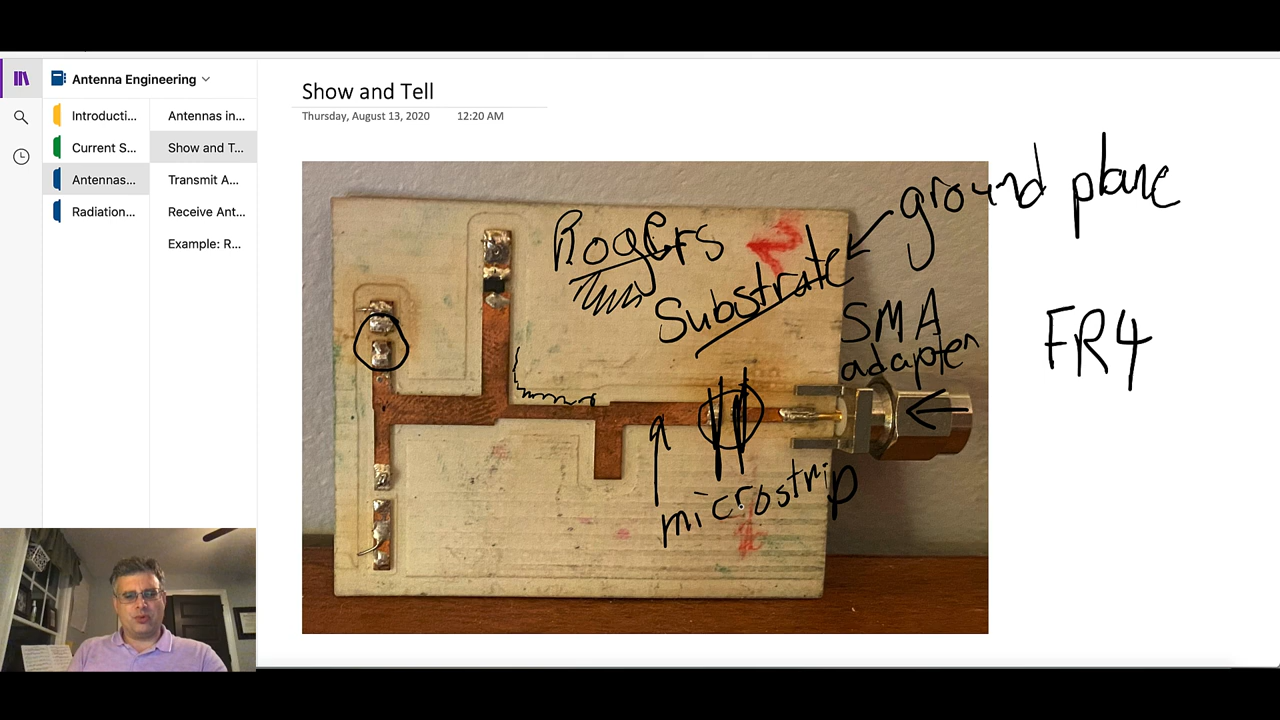 Antenna Engineering
Introducti...
Current S...
Antennas...
Radiation...
Antennas in...
Show and T...
Transmit A...
Receive Ant...
Example: R...
Show and Tell
Thursday, August 13, 2020 12:20 AM
ground plane
Rogers
Substrate
SMA
adapter
FR4
microstrip